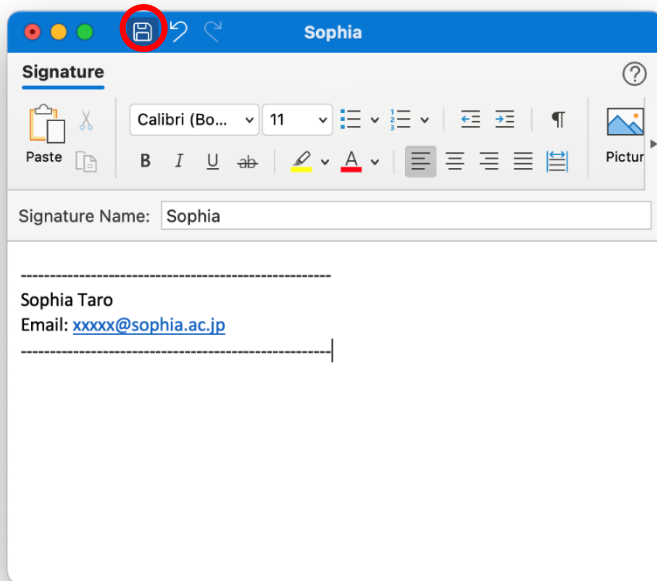 Sophia
Signature
Paste
Calibri (Bo...
11
B I U ab A
Pictur
Signature Name: Sophia
-----------------------------------------------------
Sophia Taro
Email: xxxxx@sophia.ac.jp
-----------------------------------------------------